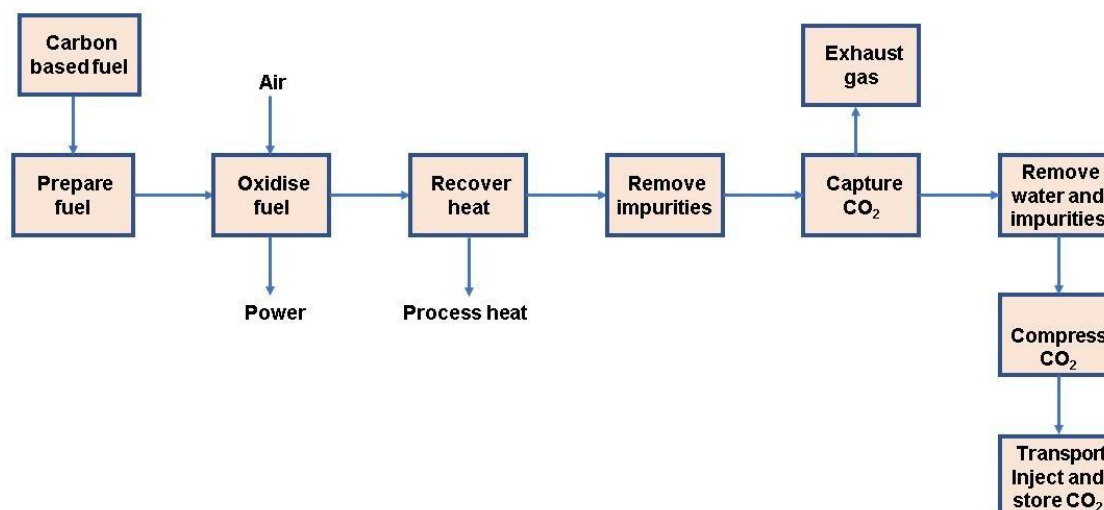 Carbon
based fuel
Air
Exhaust
gas
Prepare
fuel
Oxidise
fuel
Recover
heat
Remove
impurities
Capture
CO₂
Remove
water and
impurities
Power
Process heat
Compress
CO₂
Transport
Inject and
store CO₂